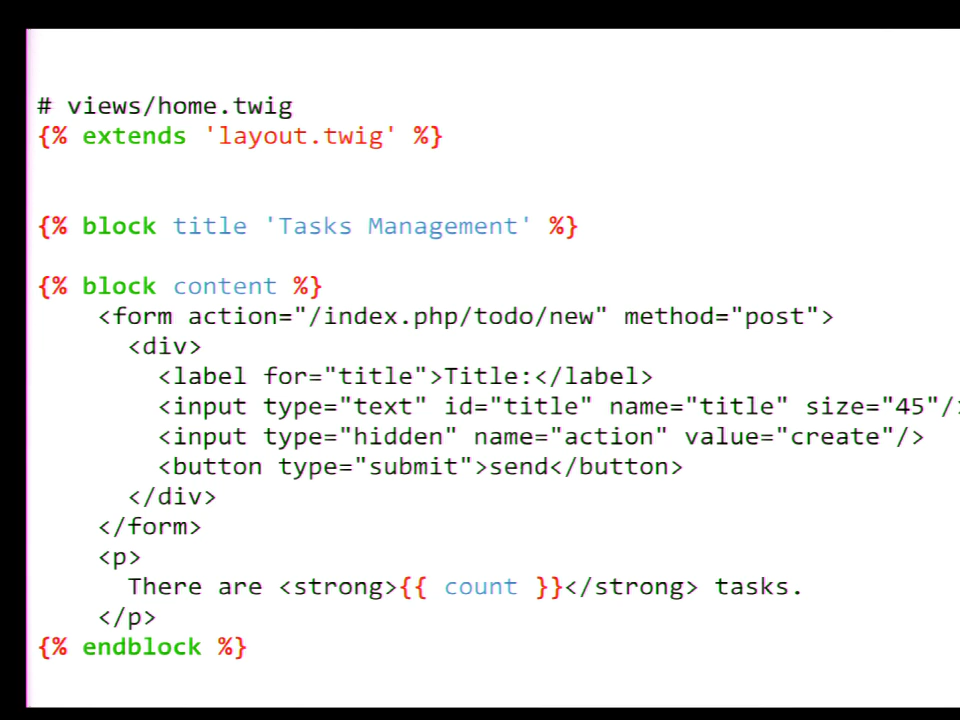 # views/home.twig
{% extends 'layout.twig' %}
{% block title 'Tasks Management' %}
{% block content %}
<form action="/index.php/todo/new" method="post">
<div>
<label for="title">Title:</label>
<input type="text" id="title" name="title" size="45"/>
<input type="hidden" name="action" value="create"/>
<button type="submit">send</button>
</div>
</form>
<p>
There are <strong>{{ count }}</strong> tasks.
</p>
{% endblock %}